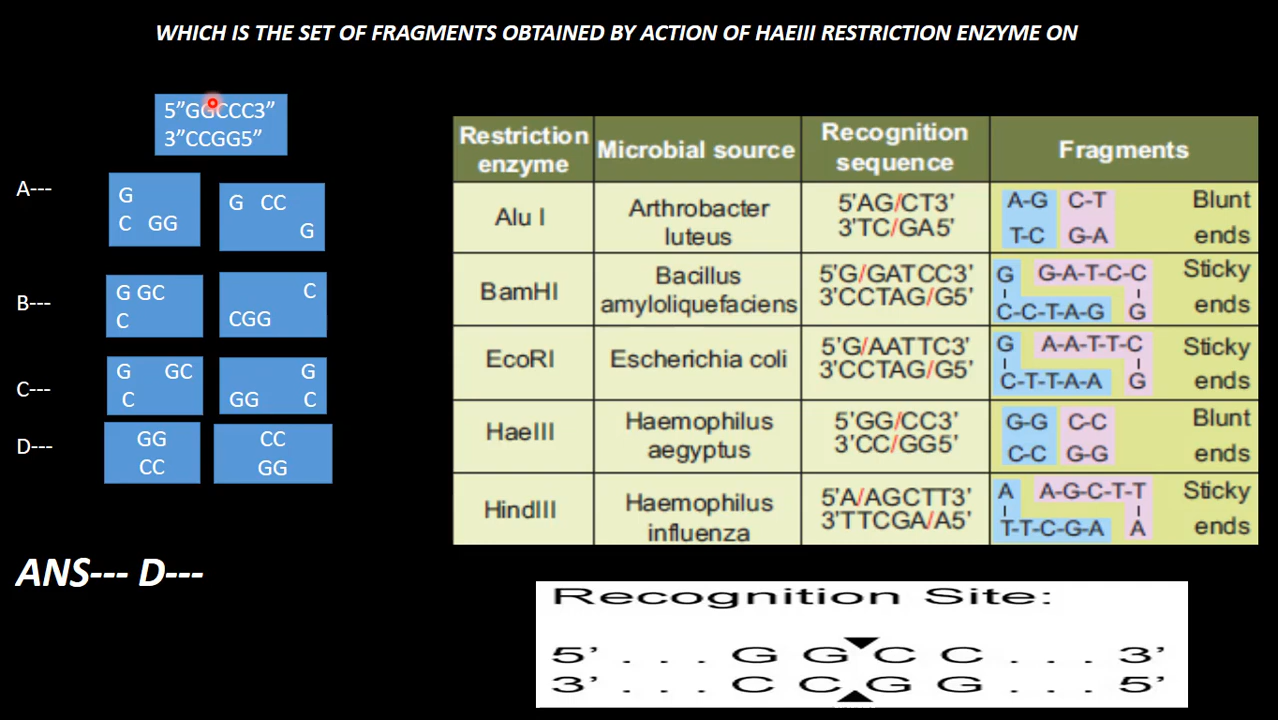 WHICH IS THE SET OF FRAGMENTS OBTAINED BY ACTION OF HAEIII RESTRICTION ENZYME ON
5”GGCCC3”
3”CCGG5”
A---
G
C GG
G CC
G
B---
G GC
C
C
CGG
C---
G GC
C
G
GG C
D---
GG
CC
CC
GG
ANS--- D---
Restriction enzyme Microbial source Recognition sequence Fragments
Alu I
Arthrobacter luteus
5'AG/CT3'
3'TC/GA5'
A-G C-T
T-C G-A
Blunt ends
BamHI
Bacillus amyloliquefaciens
5'G/GATCC3'
3'CCTAG/G5'
G G-A-T-C-C
C-C-T-A-G G
Sticky ends
EcoRI
Escherichia coli
5'G/AATTC3'
3'CCTAG/G5'
G A-A-T-T-C
C-T-T-A-A G
Sticky ends
HaeIII
Haemophilus aegyptus
5'GG/CC3'
3'CC/GG5'
G-G C-C
C-C G-G
Blunt ends
HindIII
Haemophilus influenza
5'A/AGCTT3'
3'TTCGA/A5'
A A-G-C-T-T
T-T-C-G-A A
Sticky ends
Recognition Site:
5' . . . G G C C . . . 3'
3' . . . C C G G . . . 5'